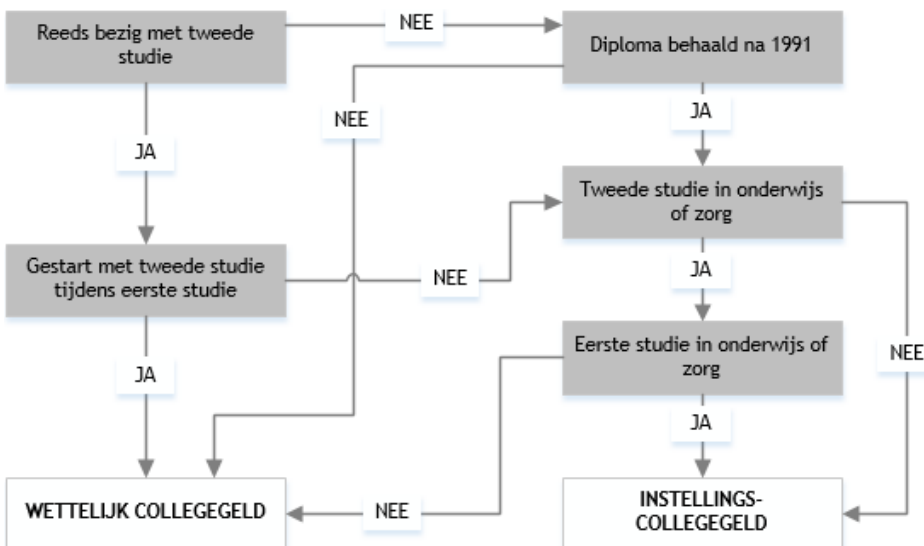 Reeds bezig met tweede
studie
NEE
Diploma behaald na 1991
NEE
JA
JA
Tweede studie in onderwijs
of zorg
Gestart met tweede studie
tijdens eerste studie
NEE
JA
NEE
Eerste studie in onderwijs of
zorg
JA
JA
WETTELIJK COLLEGEGELD
NEE
INSTELLINGS-
COLLEGEGELD